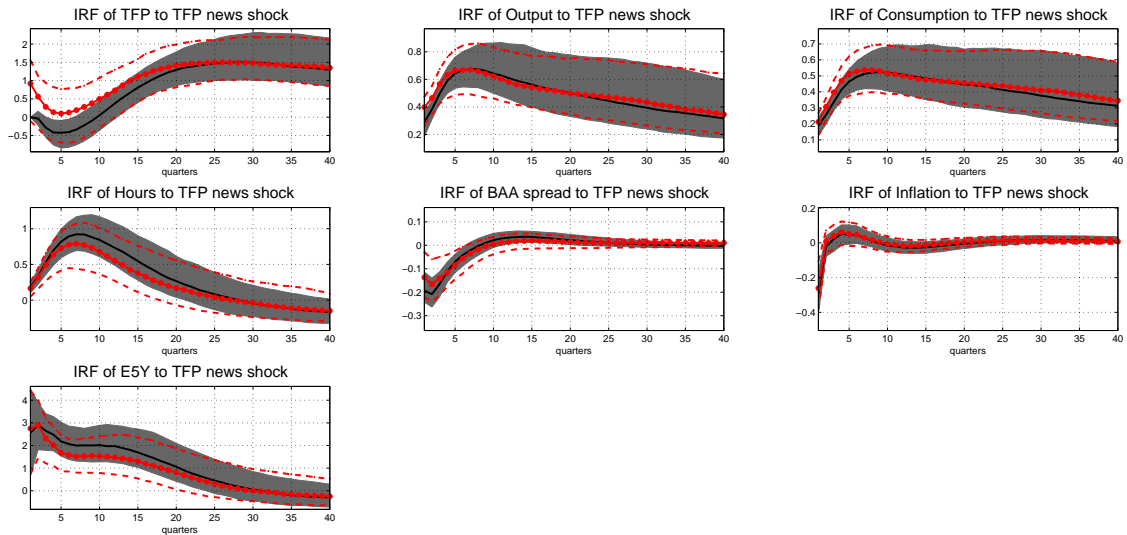 IRF of TFP to TFP news shock
2
1.5
1
0.5
0
−0.5
5 10 15 20 25 30 35 40
quarters
IRF of Output to TFP news shock
0.8
0.6
0.4
0.2
5 10 15 20 25 30 35 40
quarters
IRF of Consumption to TFP news shock
0.7
0.6
0.5
0.4
0.3
0.2
0.1
5 10 15 20 25 30 35 40
quarters
IRF of Hours to TFP news shock
1
0.5
0
5 10 15 20 25 30 35 40
quarters
IRF of BAA spread to TFP news shock
0.1
0
−0.1
−0.2
−0.3
5 10 15 20 25 30 35 40
quarters
IRF of Inflation to TFP news shock
0.2
0
−0.2
−0.4
5 10 15 20 25 30 35 40
quarters
IRF of E5Y to TFP news shock
4
3
2
1
0
5 10 15 20 25 30 35 40
quarters